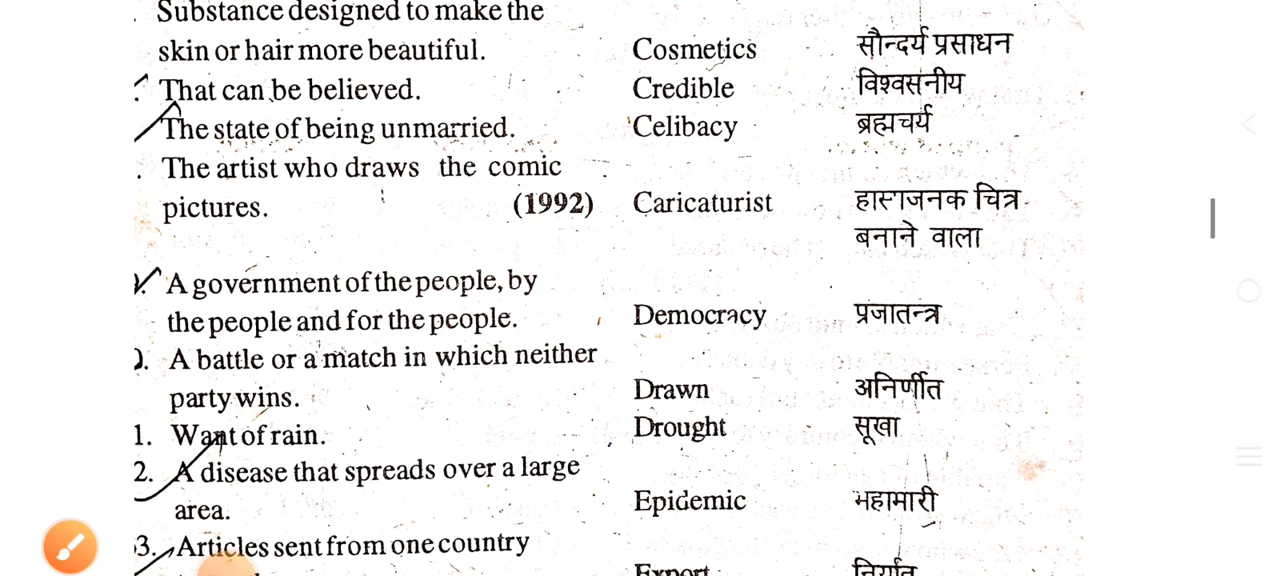 Substance designed to make the
skin or hair more beautiful. Cosmetics सौन्दर्य प्रसाधन
That can be believed. Credible विश्वसनीय
The state of being unmarried. Celibacy ब्रह्मचर्य
The artist who draws the comic
pictures. (1992) Caricaturist हास्यजनक चित्र
बनाने वाला
A government of the people, by
the people and for the people. Democracy प्रजातन्त्र
). A battle or a match in which neither
party wins. Drawn अनिर्णीत
1. Want of rain. Drought सूखा
2. A disease that spreads over a large
area. Epidemic महामारी
3. Articles sent from one country
Export निर्यात